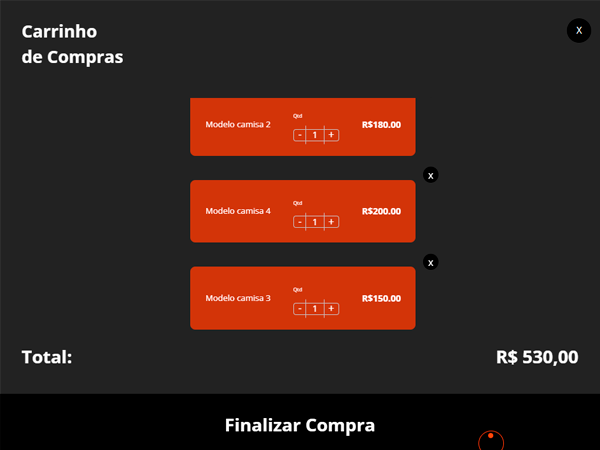 Carrinho
de Compras
X
Qtd
Modelo camisa 2
- 1 +
R$180.00
x
Qtd
Modelo camisa 4
- 1 +
R$200.00
x
Qtd
Modelo camisa 3
- 1 +
R$150.00
Total:
R$ 530,00
Finalizar Compra